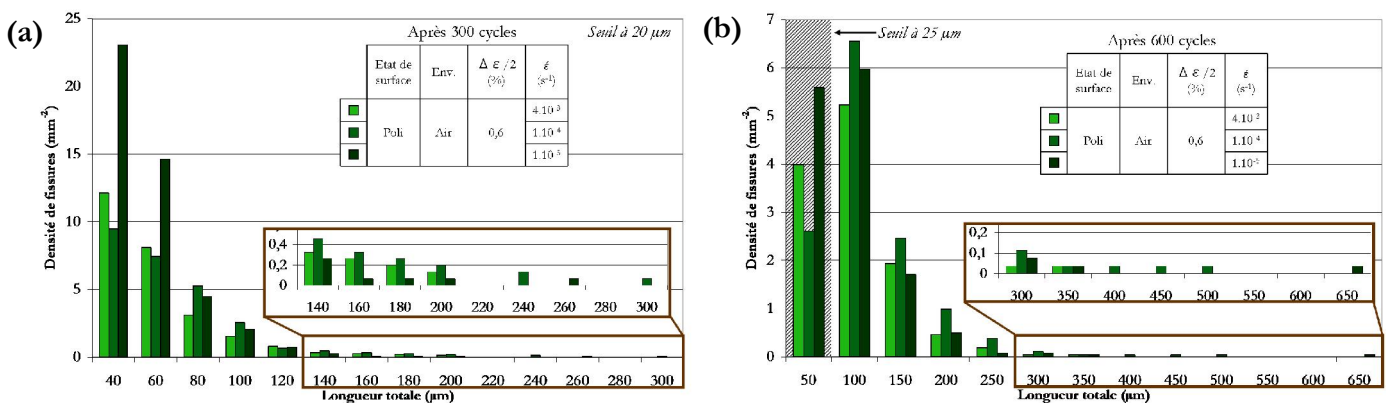 (a)
Après 300 cycles
Seuil à 20 µm
Etat de surface
Env.
Δ ε /2 (%)
ε̇ (s⁻¹)
Poli
Air
0,6
4.10⁻³
1.10⁻⁴
1.10⁻⁵
Densité de fissures (mm⁻²)
25
20
15
10
5
0
0,4
0,2
0
140 160 180 200 220 240 260 280 300
40 60 80 100 120 140 160 180 200 220 240 260 280 300
Longueur totale (µm)
(b)
Seuil à 25 µm
Après 600 cycles
Etat de surface
Env.
Δ ε /2 (%)
ε̇ (s⁻¹)
Poli
Air
0,6
4.10⁻³
1.10⁻⁴
1.10⁻⁵
Densité de fissures (mm⁻²)
7
6
5
4
3
2
1
0
0,2
0,1
0
300 350 400 450 500 550 600 650
50 100 150 200 250 300 350 400 450 500 550 600 650
Longueur totale (µm)